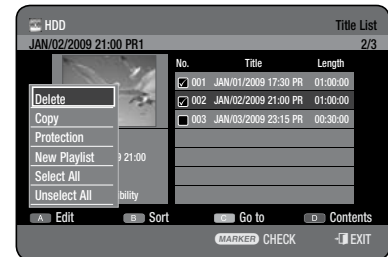 HDD Title List
JAN/02/2009 21:00 PR1 2/3
No. Title Length
001 JAN/01/2009 17:30 PR 01:00:00
002 JAN/02/2009 21:00 PR 01:00:00
003 JAN/03/2009 23:15 PR 00:30:00
Delete
Copy
Protection
New Playlist 21:00
Select All
Unselect All bility
A Edit B Sort C Go to D Contents
MARKER CHECK EXIT